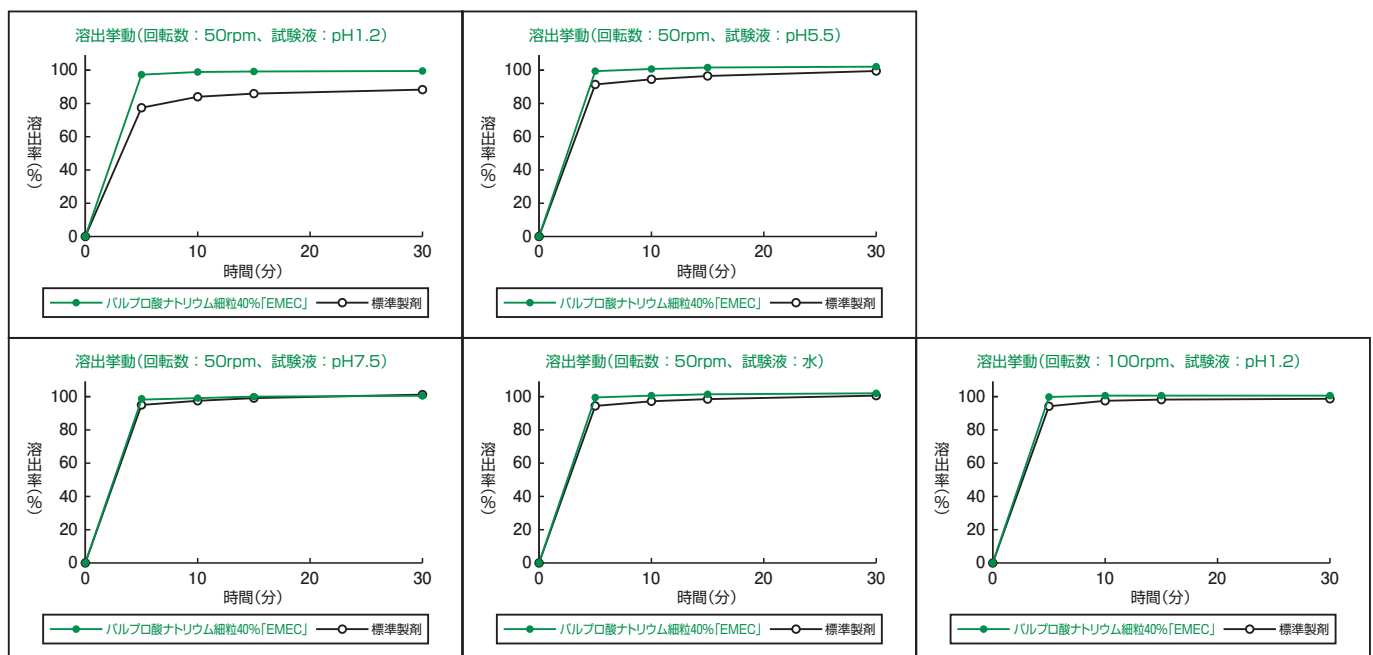 溶出挙動(回転数：50rpm、試験液：pH1.2)
100
80
60
40
20
0
溶出率(%)
0 10 20 30
時間(分)
バルプロ酸ナトリウム細粒40%「EMEC」 標準製剤
溶出挙動(回転数：50rpm、試験液：pH5.5)
100
80
60
40
20
0
溶出率(%)
0 10 20 30
時間(分)
バルプロ酸ナトリウム細粒40%「EMEC」 標準製剤
溶出挙動(回転数：50rpm、試験液：pH7.5)
100
80
60
40
20
0
溶出率(%)
0 10 20 30
時間(分)
バルプロ酸ナトリウム細粒40%「EMEC」 標準製剤
溶出挙動(回転数：50rpm、試験液：水)
100
80
60
40
20
0
溶出率(%)
0 10 20 30
時間(分)
バルプロ酸ナトリウム細粒40%「EMEC」 標準製剤
溶出挙動(回転数：100rpm、試験液：pH1.2)
100
80
60
40
20
0
溶出率(%)
0 10 20 30
時間(分)
バルプロ酸ナトリウム細粒40%「EMEC」 標準製剤